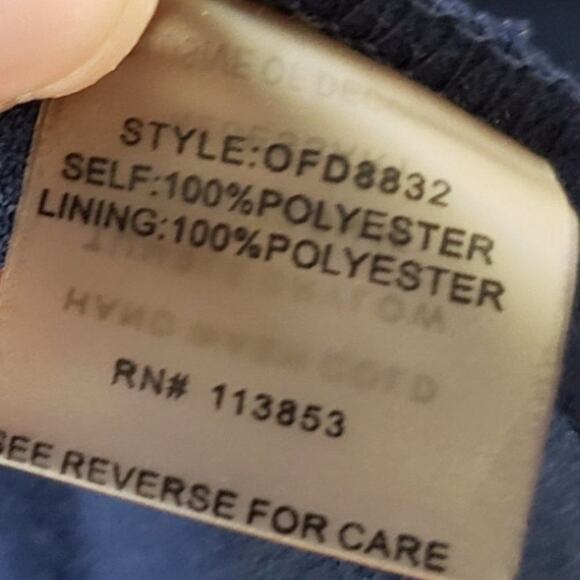 STYLE:OFD8832
SELF:100%POLYESTER
LINING:100%POLYESTER
RN# 113853
SEE REVERSE FOR CARE